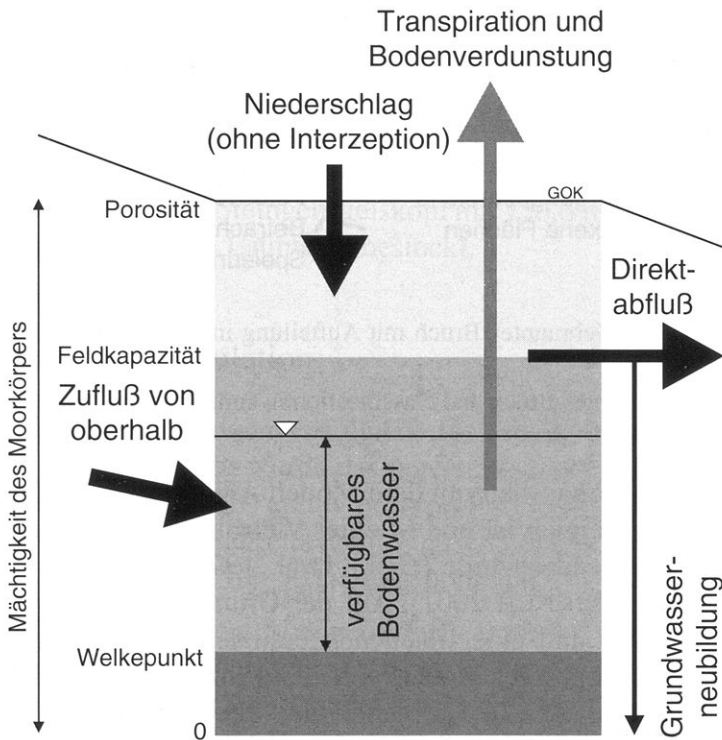 Transpiration und
Bodenverdunstung
Niederschlag
(ohne Interzeption)
GOK
Porosität
Direkt-
abfluß
Feldkapazität
Zufluß von
oberhalb
Mächtigkeit des Moorkörpers
verfügbares
Bodenwasser
Grundwasser-
neubildung
Welkepunkt
0